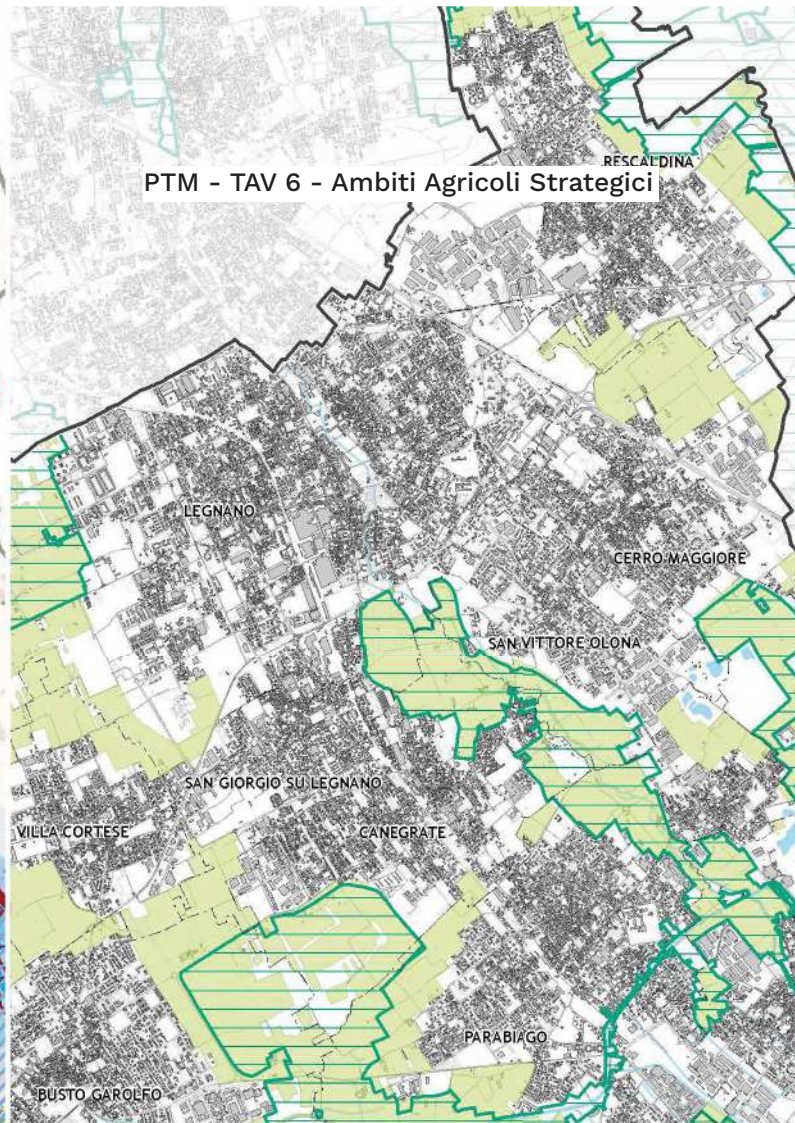 RESCALDINA
PTM - TAV 6 - Ambiti Agricoli Strategici
LEGNANO
CERRO MAGGIORE
SAN VITTORE OLONA
SAN GIORGIO SU LEGNANO
VILLA CORTESE
CANEGRATE
PARABIAGO
BUSTO GAROLFO